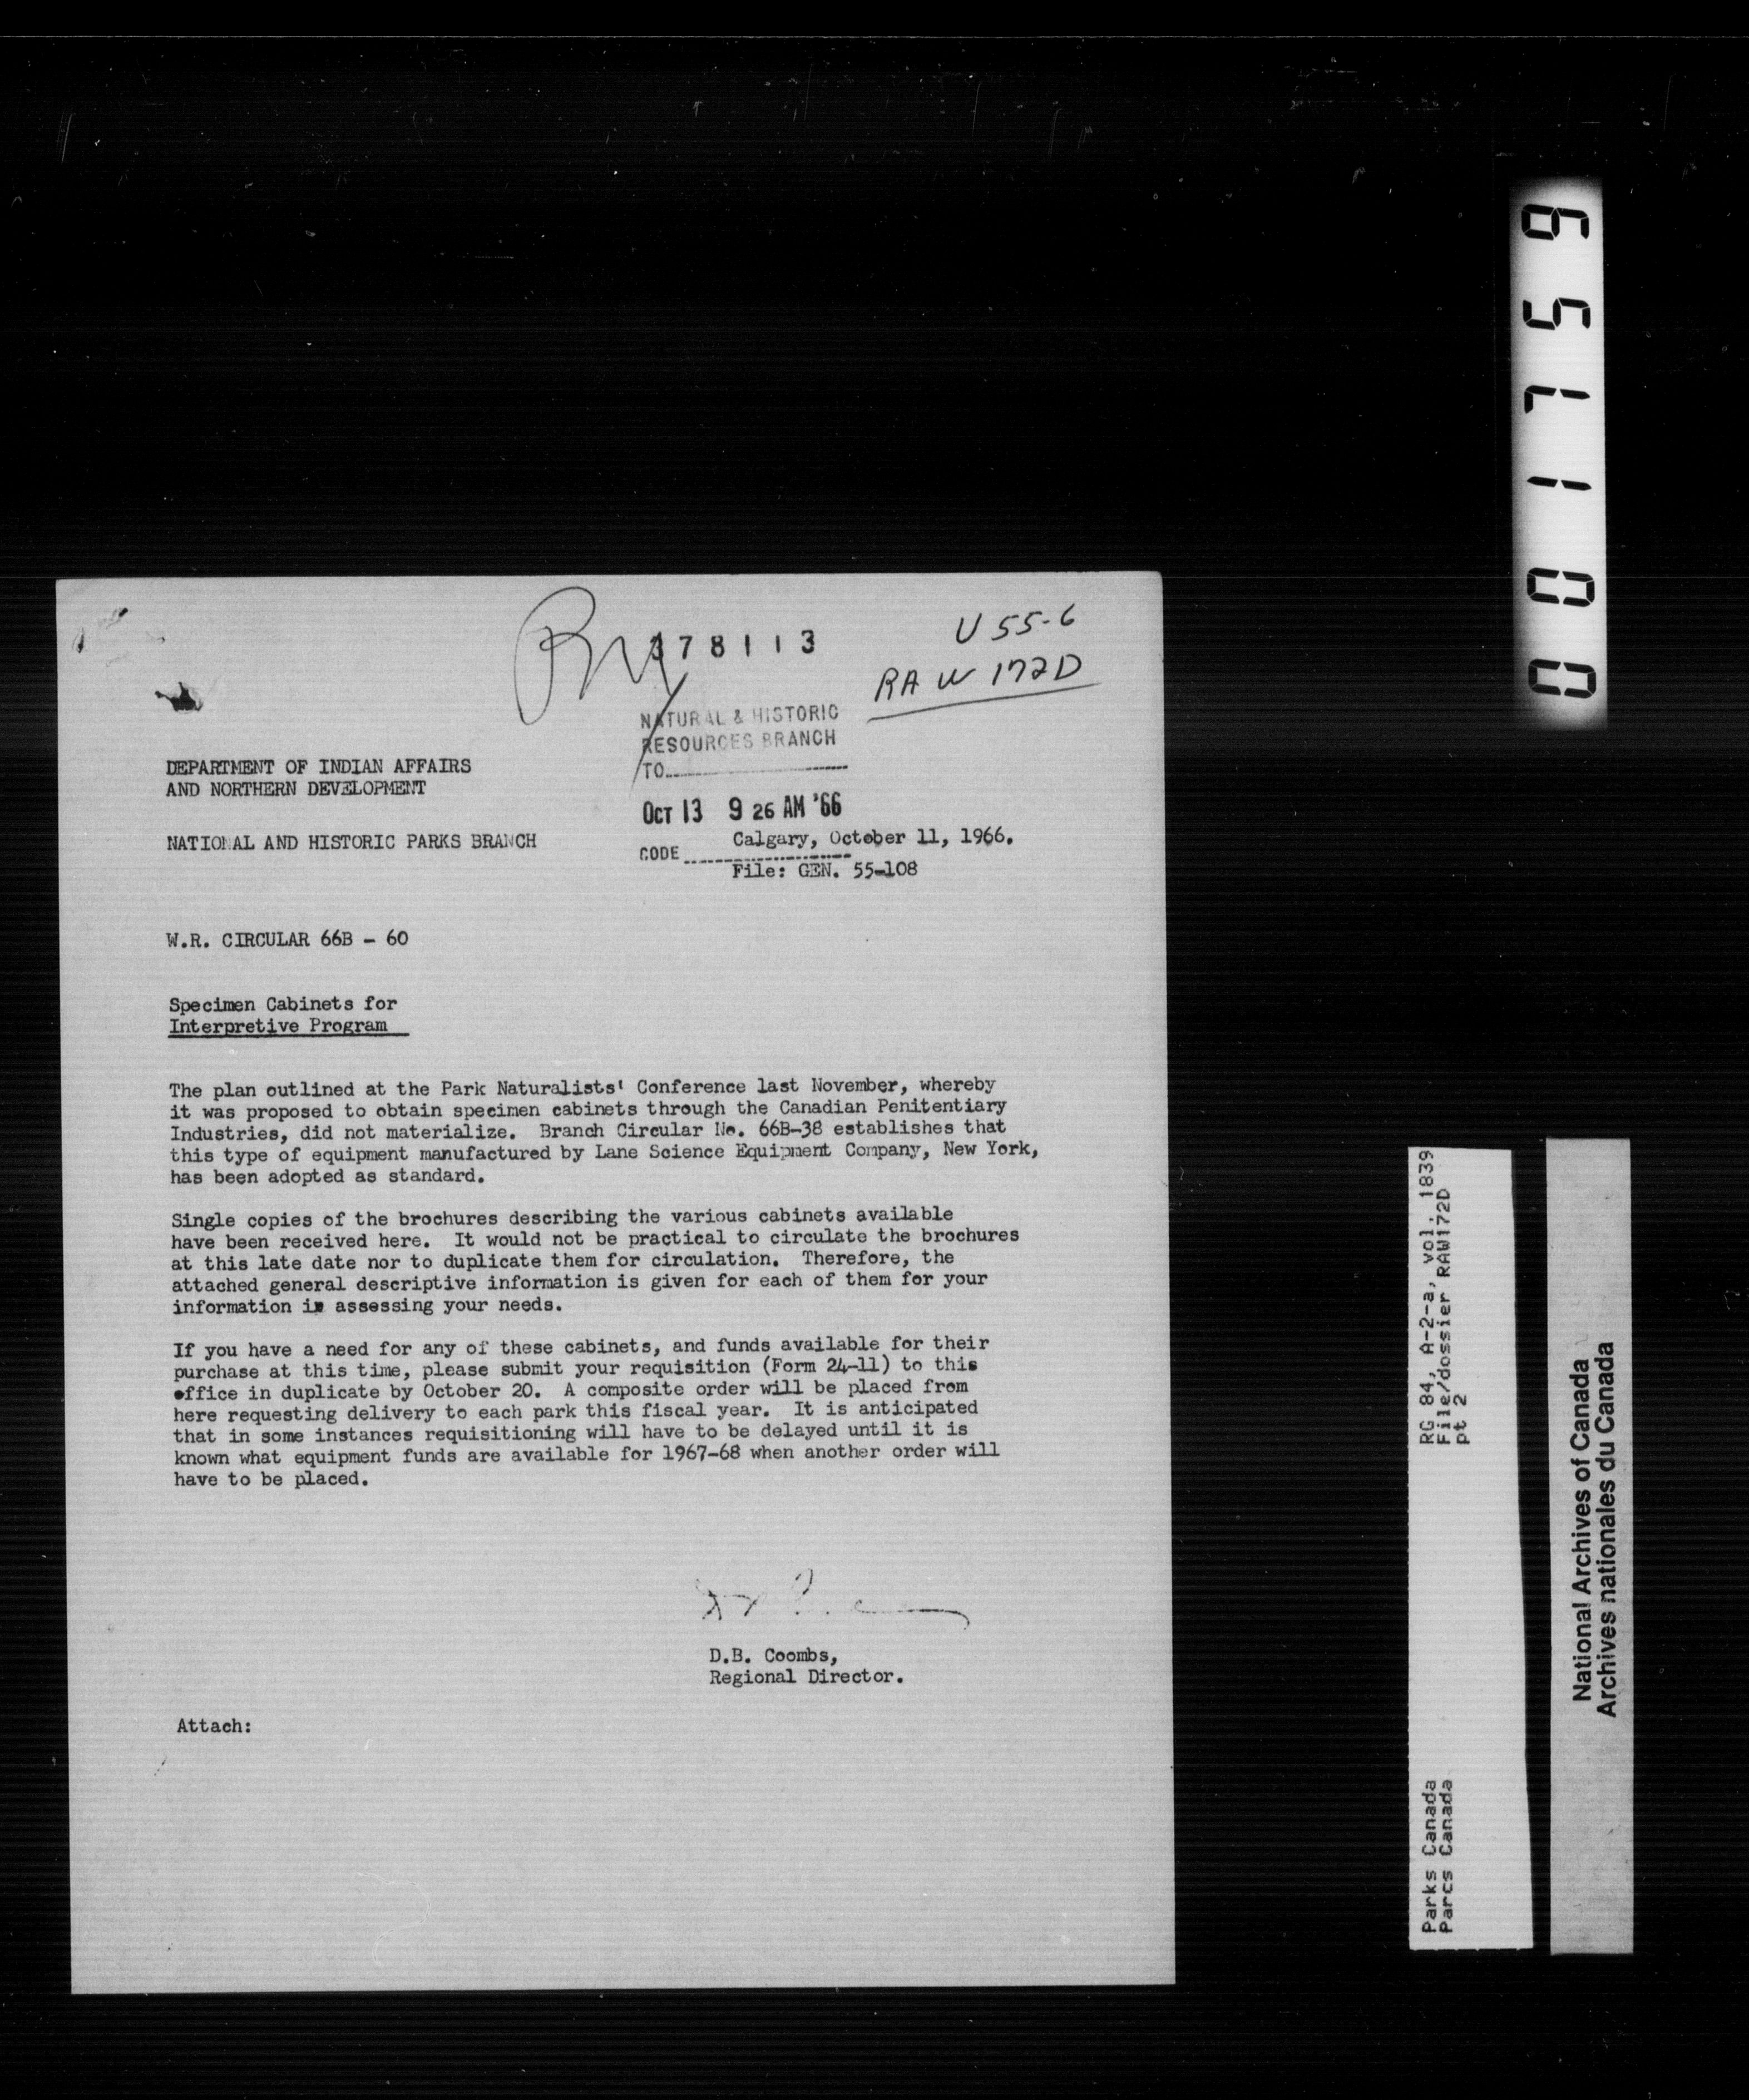 378113
U 55-6
RAW 172D
NATURAL & HISTORIC
RESOURCES BRANCH
TO
DEPARTMENT OF INDIAN AFFAIRS
AND NORTHERN DEVELOPMENT
OCT 13 9 26 AM '66
NATIONAL AND HISTORIC PARKS BRANCH
Calgary, October 11, 1966.
CODE
File: GEN. 55-108
W.R. CIRCULAR 66B - 60
Specimen Cabinets for
Interpretive Program
The plan outlined at the Park Naturalists' Conference last November, whereby
it was proposed to obtain specimen cabinets through the Canadian Penitentiary
Industries, did not materialize. Branch Circular No. 66B-38 establishes that
this type of equipment manufactured by Lane Science Equipment Company, New York,
has been adopted as standard.
Single copies of the brochures describing the various cabinets available
have been received here. It would not be practical to circulate the brochures
at this late date nor to duplicate them for circulation. Therefore, the
attached general descriptive information is given for each of them for your
information in assessing your needs.
If you have a need for any of these cabinets, and funds available for their
purchase at this time, please submit your requisition (Form 24-11) to this
office in duplicate by October 20. A composite order will be placed from
here requesting delivery to each park this fiscal year. It is anticipated
that in some instances requisitioning will have to be delayed until it is
known what equipment funds are available for 1967-68 when another order will
have to be placed.
D.B. Coombs,
Regional Director.
Attach:
Parks Canada
Parcs Canada
RG 84, A-2-a, vol. 1839
File/dossier RAW172D
pt 2
National Archives of Canada
Archives nationales du Canada